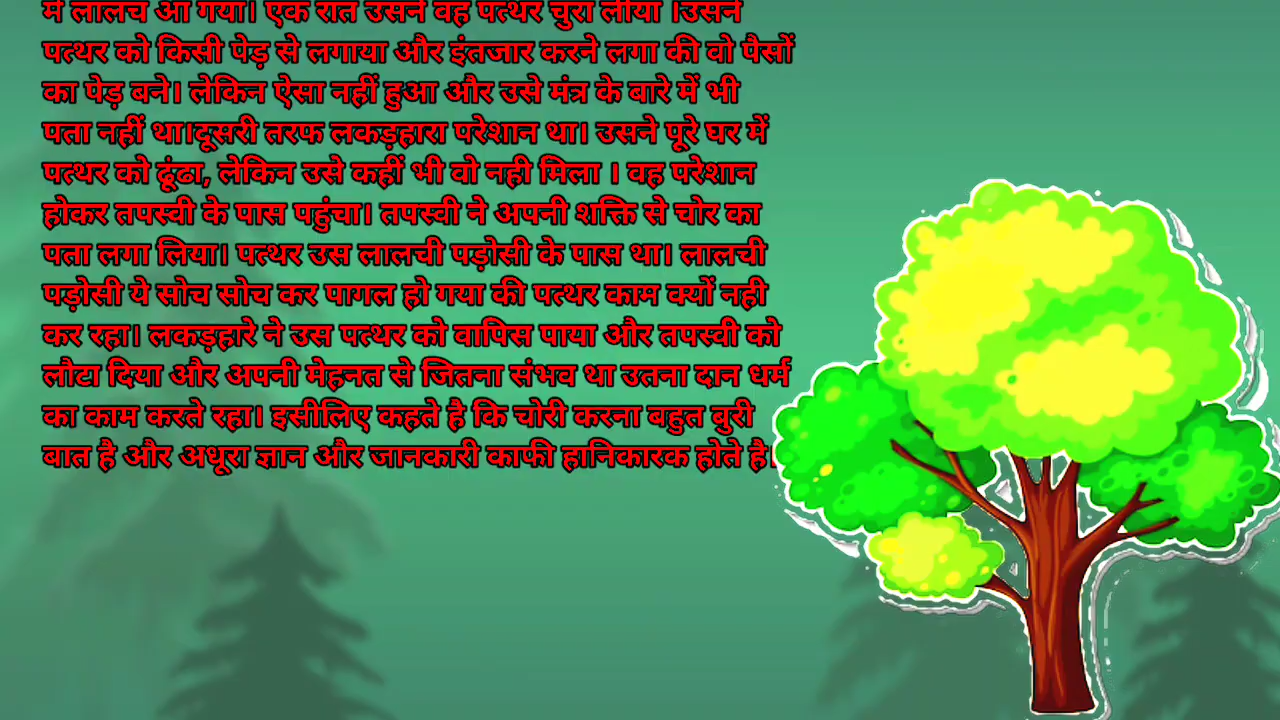 में लालच आ गया। एक रात उसने वह पत्थर चुरा लीया ।उसने
पत्थर को किसी पेड़ से लगाया और इंतजार करने लगा की वो पैसों
का पेड़ बने। लेकिन ऐसा नहीं हुआ और उसे मंत्र के बारे में भी
पता नहीं था।दूसरी तरफ लकड़हारा परेशान था। उसने पूरे घर में
पत्थर को ढूंढा, लेकिन उसे कहीं भी वो नही मिला । वह परेशान
होकर तपस्वी के पास पहुंचा। तपस्वी ने अपनी शक्ति से चोर का
पता लगा लिया। पत्थर उस लालची पड़ोसी के पास था। लालची
पड़ोसी ये सोच सोच कर पागल हो गया की पत्थर काम क्यों नही
कर रहा। लकड़हारे ने उस पत्थर को वापिस पाया और तपस्वी को
लौटा दिया और अपनी मेहनत से जितना संभव था उतना दान धर्म
का काम करते रहा। इसीलिए कहते है कि चोरी करना बहुत बुरी
बात है और अधूरा ज्ञान और जानकारी काफी हानिकारक होते है।